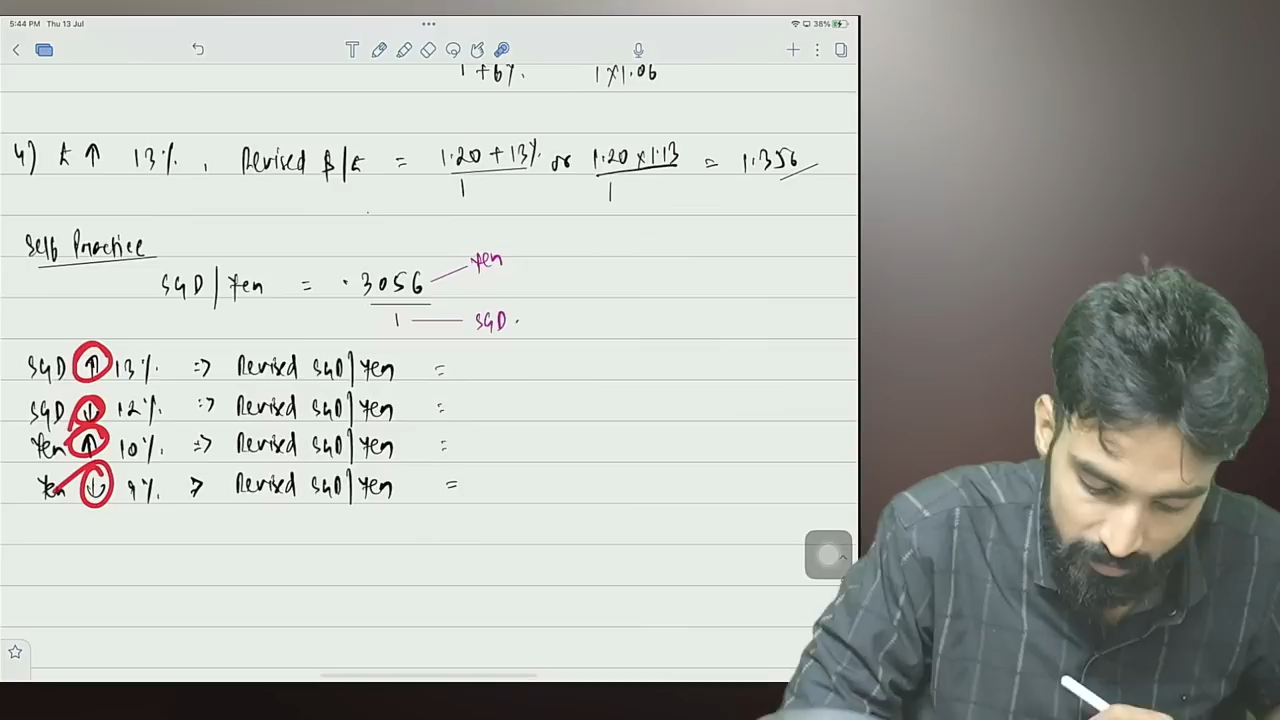 5:44 PM Thu 13 Jul
38%
1 + 6%. 1 x 1.06
4) £ ↑ 13% , Revised $|£ = 1.20 + 13% or 1.20 x 1.13 = 1.356
1 1
Self Practice
SGD | Yen = .3056 Yen
1 SGD .
SGD ↑ 13% => Revised SGD | Yen =
SGD ↓ 12% => Revised SGD | Yen =
Yen ↑ 10% => Revised SGD | Yen =
Yen ↓ 9% => Revised SGD | Yen =